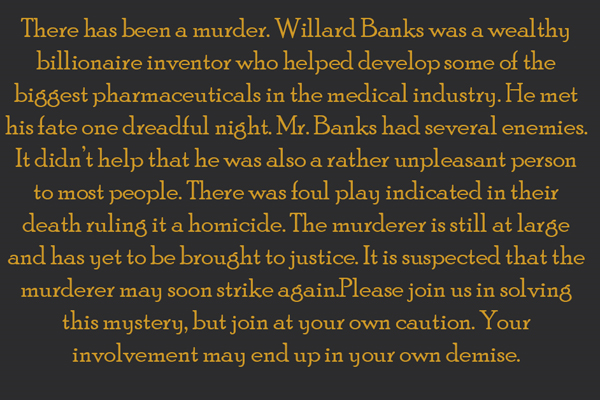 There has been a murder. Willard Banks was a wealthy
billionaire inventor who helped develop some of the
biggest pharmaceuticals in the medical industry. He met
his fate one dreadful night. Mr. Banks had several enemies.
It didn't help that he was also a rather unpleasant person
to most people. There was foul play indicated in their
death ruling it a homicide. The murderer is still at large
and has yet to be brought to justice. It is suspected that the
murderer may soon strike again.Please join us in solving
this mystery, but join at your own caution. Your
involvement may end up in your own demise.